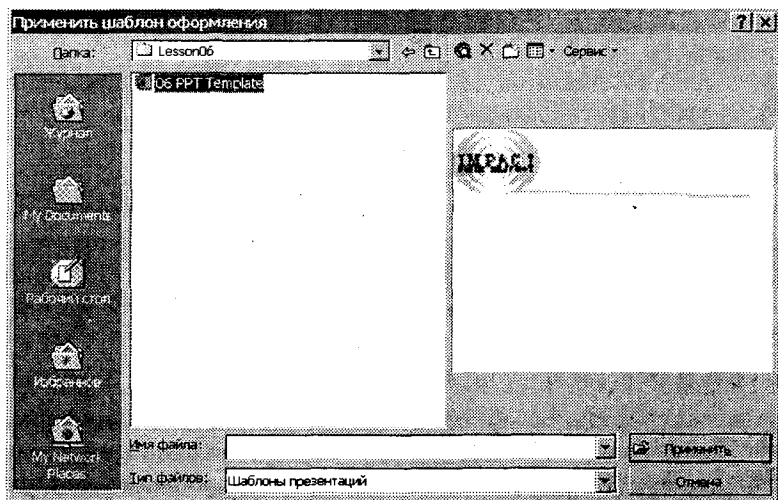 Применить шаблон оформления
Папка:
Lesson06
Сервис
06 PPT Template
Журнал
My Documents
Рабочий стол
Избранное
My Network
Places
IMPACT
Имя файла:
Применить
Тип файлов:
Шаблоны презентаций
Отмена